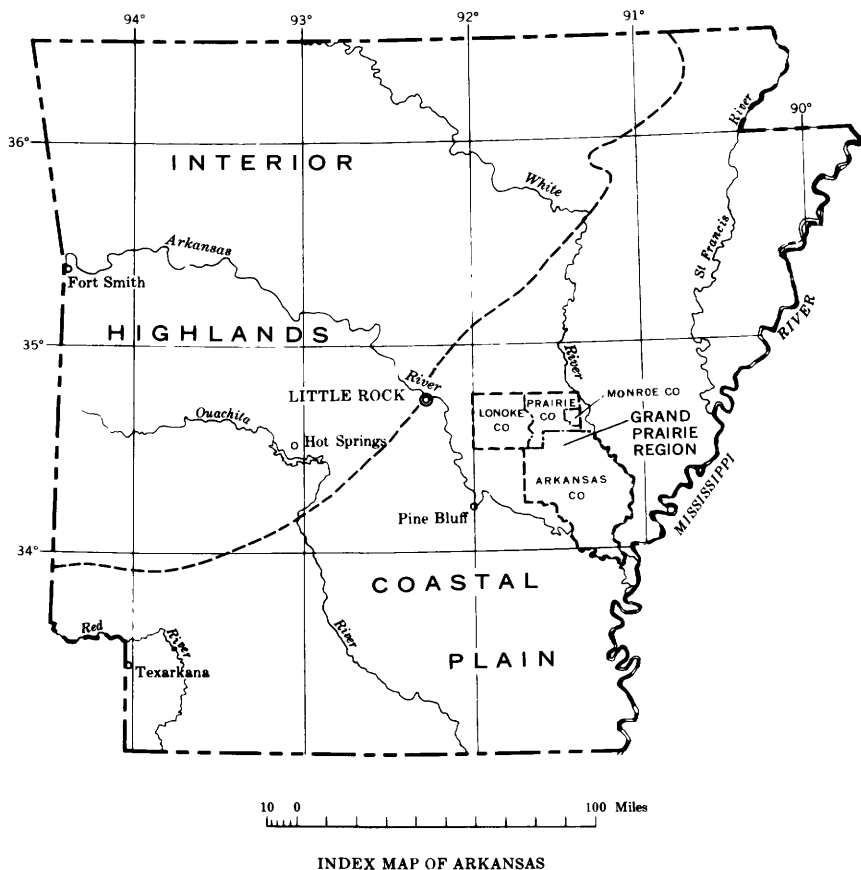 94°
93°
92°
91°
90°
36°
35°
34°
INTERIOR
HIGHLANDS
White
River
Arkansas
River
Fort Smith
LITTLE ROCK
Ouachita
River
Hot Springs
Pine Bluff
LONOKE
CO
PRAIRIE
CO
MONROE CO
GRAND
PRAIRIE
REGION
ARKANSAS
CO
St Francis
River
MISSISSIPPI
RIVER
COASTAL
PLAIN
Red
River
Texarkana
10 0 100 Miles
INDEX MAP OF ARKANSAS